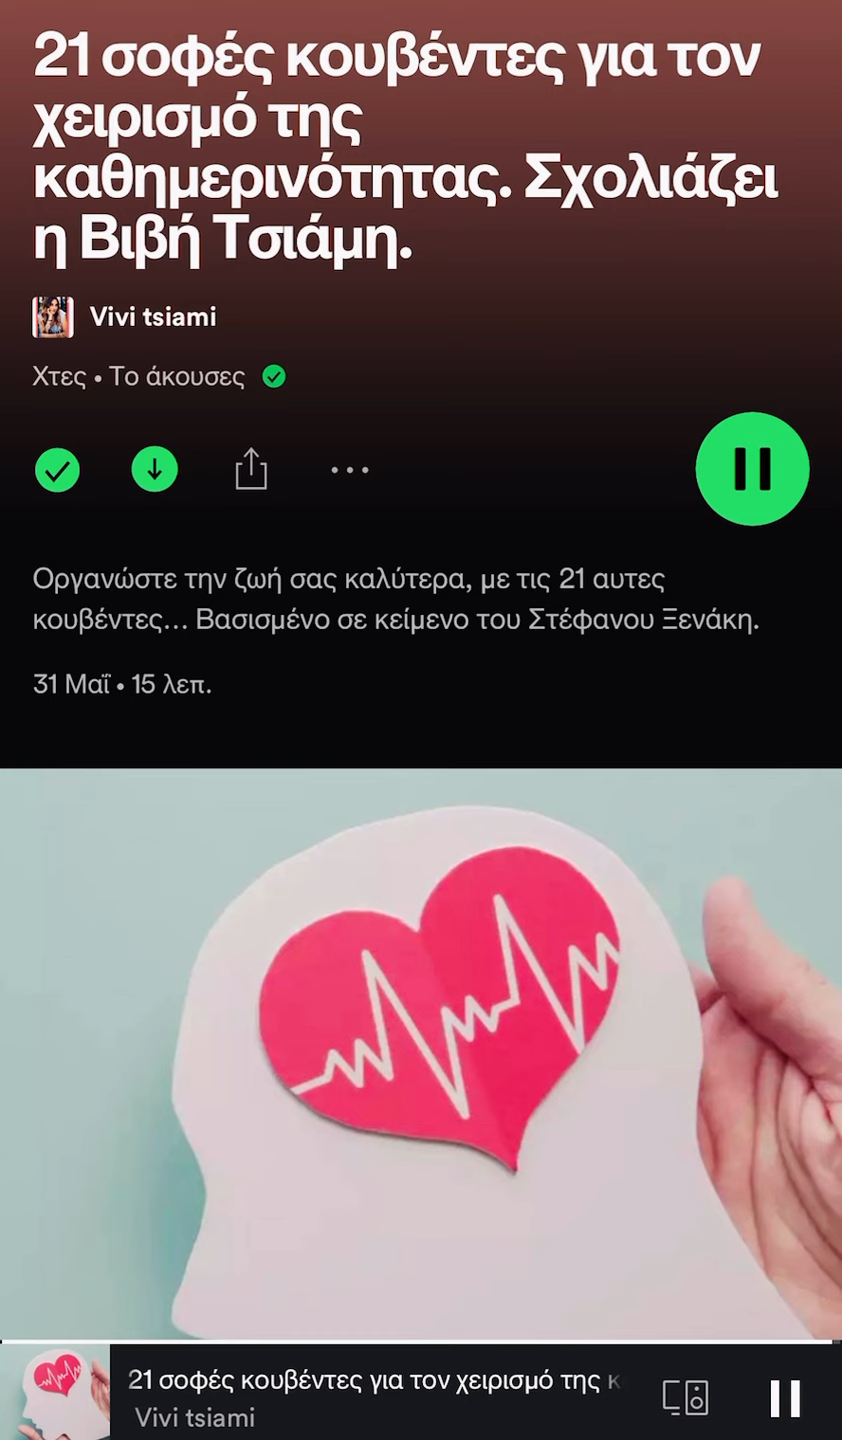 21 σοφές κουβέντες για τον
χειρισμό της
καθημερινότητας. Σχολιάζει
η Βιβή Τσιάμη.
Vivi tsiami
Χτες • Το άκουσες
Οργανώστε την ζωή σας καλύτερα, με τις 21 αυτες
κουβέντες... Βασισμένο σε κείμενο του Στέφανου Ξενάκη.
31 Μαΐ • 15 λεπ.
21 σοφές κουβέντες για τον χειρισμό της κ
Vivi tsiami